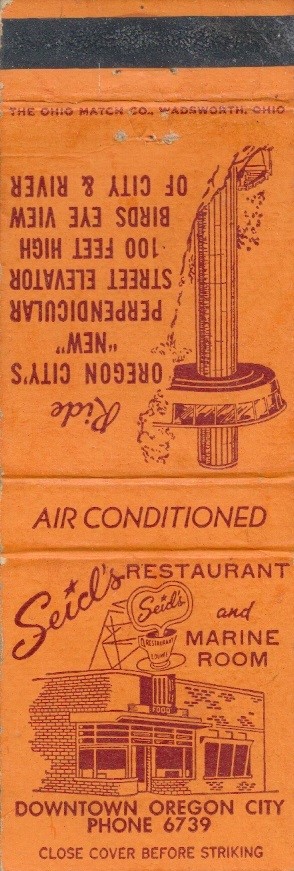 THE OHIO MATCH CO., WADSWORTH, OHIO
Ride
OREGON CITY'S
"NEW"
PERPENDICULAR
STREET ELEVATOR
100 FEET HIGH
BIRDS EYE VIEW
OF CITY & RIVER
AIR CONDITIONED
Seid's RESTAURANT
and
MARINE
ROOM
Seid's
RESTAURANT
FOOD
DOWNTOWN OREGON CITY
PHONE 6739
CLOSE COVER BEFORE STRIKING